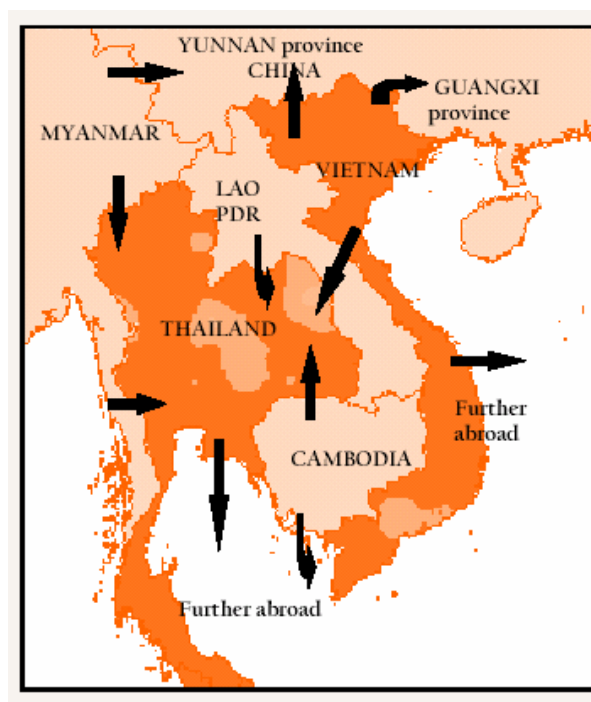 YUNNAN province
CHINA
GUANGXI
province
MYANMAR
VIETNAM
LAO
PDR
THAILAND
Further
abroad
CAMBODIA
Further abroad